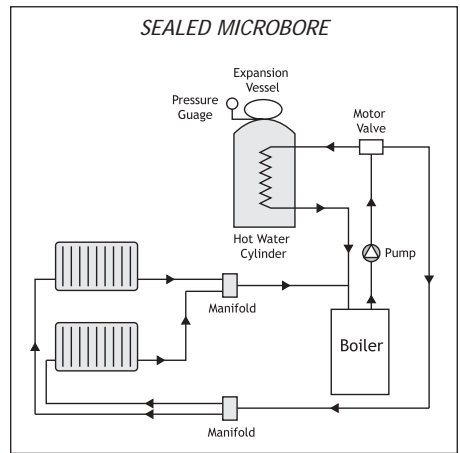 SEALED MICROBORE
Expansion
Vessel
Pressure
Guage
Motor
Valve
Hot Water
Cylinder
Pump
Manifold
Boiler
Manifold